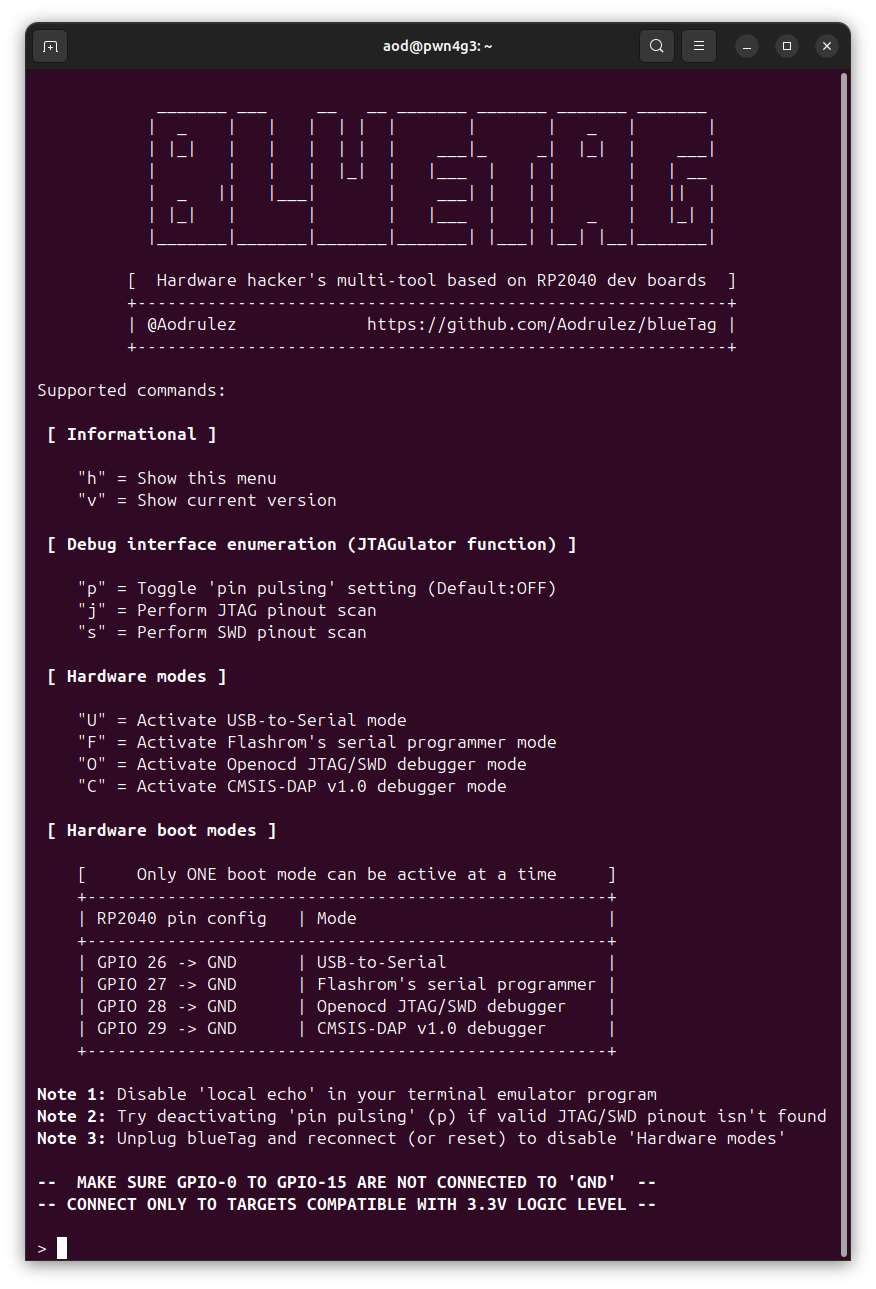 aod@pwn4g3: ~
BLUETAG
[  Hardware hacker's multi-tool based on RP2040 dev boards  ]
@Aodrulez             https://github.com/Aodrulez/blueTag
Supported commands:
[ Informational ]
"h" = Show this menu
"v" = Show current version
[ Debug interface enumeration (JTAGulator function) ]
"p" = Toggle 'pin pulsing' setting (Default:OFF)
"j" = Perform JTAG pinout scan
"s" = Perform SWD pinout scan
[ Hardware modes ]
"U" = Activate USB-to-Serial mode
"F" = Activate Flashrom's serial programmer mode
"O" = Activate Openocd JTAG/SWD debugger mode
"C" = Activate CMSIS-DAP v1.0 debugger mode
[ Hardware boot modes ]
[     Only ONE boot mode can be active at a time     ]
| RP2040 pin config   | Mode                         |
| GPIO 26 -> GND      | USB-to-Serial                |
| GPIO 27 -> GND      | Flashrom's serial programmer |
| GPIO 28 -> GND      | Openocd JTAG/SWD debugger    |
| GPIO 29 -> GND      | CMSIS-DAP v1.0 debugger      |
Note 1: Disable 'local echo' in your terminal emulator program
Note 2: Try deactivating 'pin pulsing' (p) if valid JTAG/SWD pinout isn't found
Note 3: Unplug blueTag and reconnect (or reset) to disable 'Hardware modes'
--  MAKE SURE GPIO-0 TO GPIO-15 ARE NOT CONNECTED TO 'GND'  --
-- CONNECT ONLY TO TARGETS COMPATIBLE WITH 3.3V LOGIC LEVEL --
>